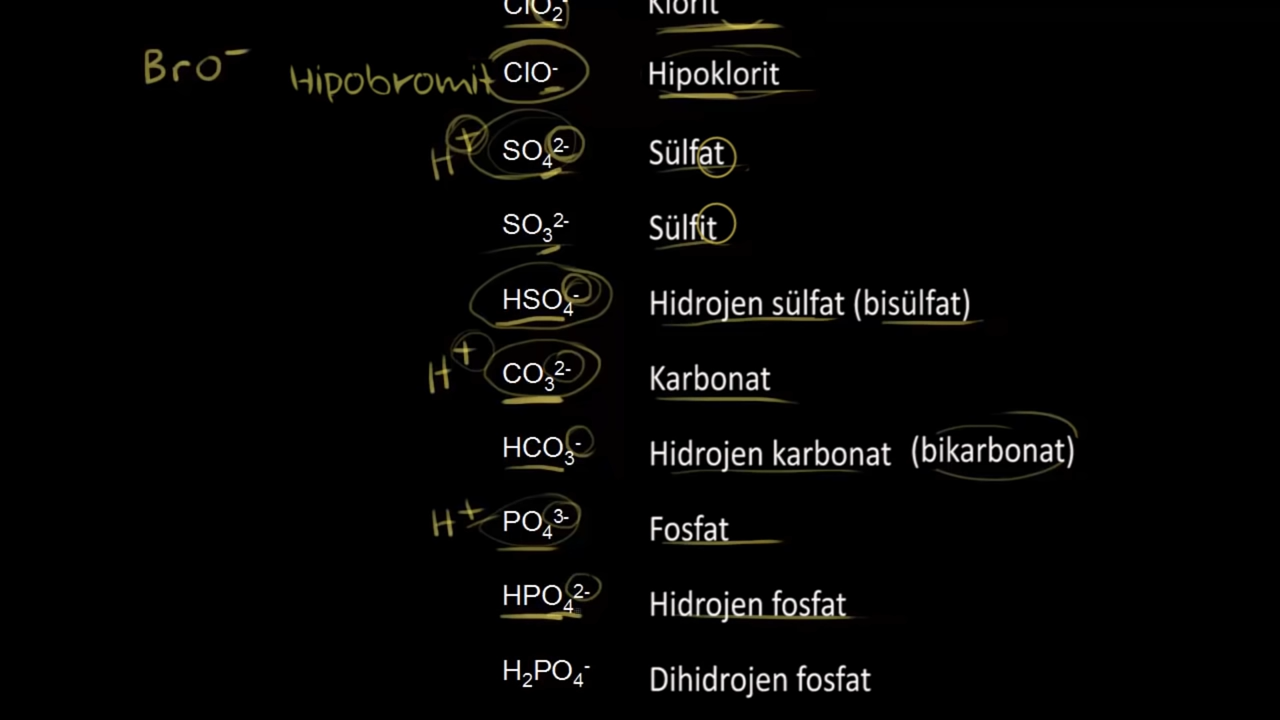 ClO₂⁻ Klorit
BrO⁻ Hipobromit ClO⁻ Hipoklorit
H⁺ SO₄²⁻ Sülfat
SO₃²⁻ Sülfit
HSO₄⁻ Hidrojen sülfat (bisülfat)
H⁺ CO₃²⁻ Karbonat
HCO₃⁻ Hidrojen karbonat (bikarbonat)
H⁺ PO₄³⁻ Fosfat
HPO₄²⁻ Hidrojen fosfat
H₂PO₄⁻ Dihidrojen fosfat